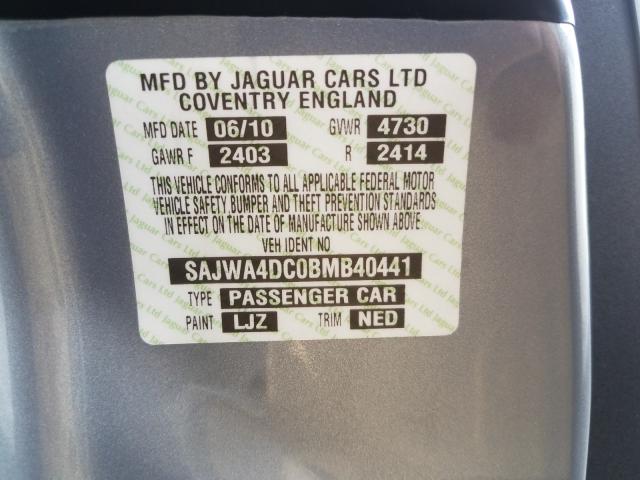 MFD BY JAGUAR CARS LTD
COVENTRY ENGLAND
MFD DATE 06/10 GVWR 4730
GAWR F 2403 R 2414
THIS VEHICLE CONFORMS TO ALL APPLICABLE FEDERAL MOTOR
VEHICLE SAFETY BUMPER AND THEFT PREVENTION STANDARDS
IN EFFECT ON THE DATE OF MANUFACTURE SHOWN ABOVE
VEH IDENT NO
SAJWA4DC0BMB40441
TYPE PASSENGER CAR
PAINT LJZ TRIM NED